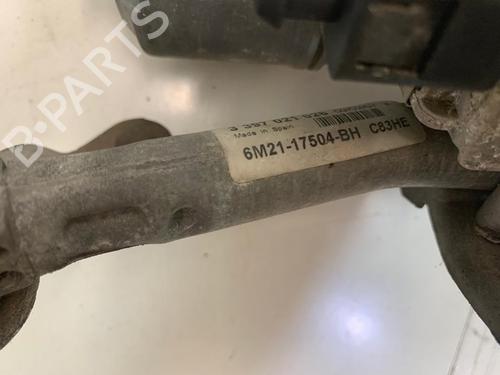 B-PARTS
3 397 021
Made in Spain
6M21-17504-BH C83HE